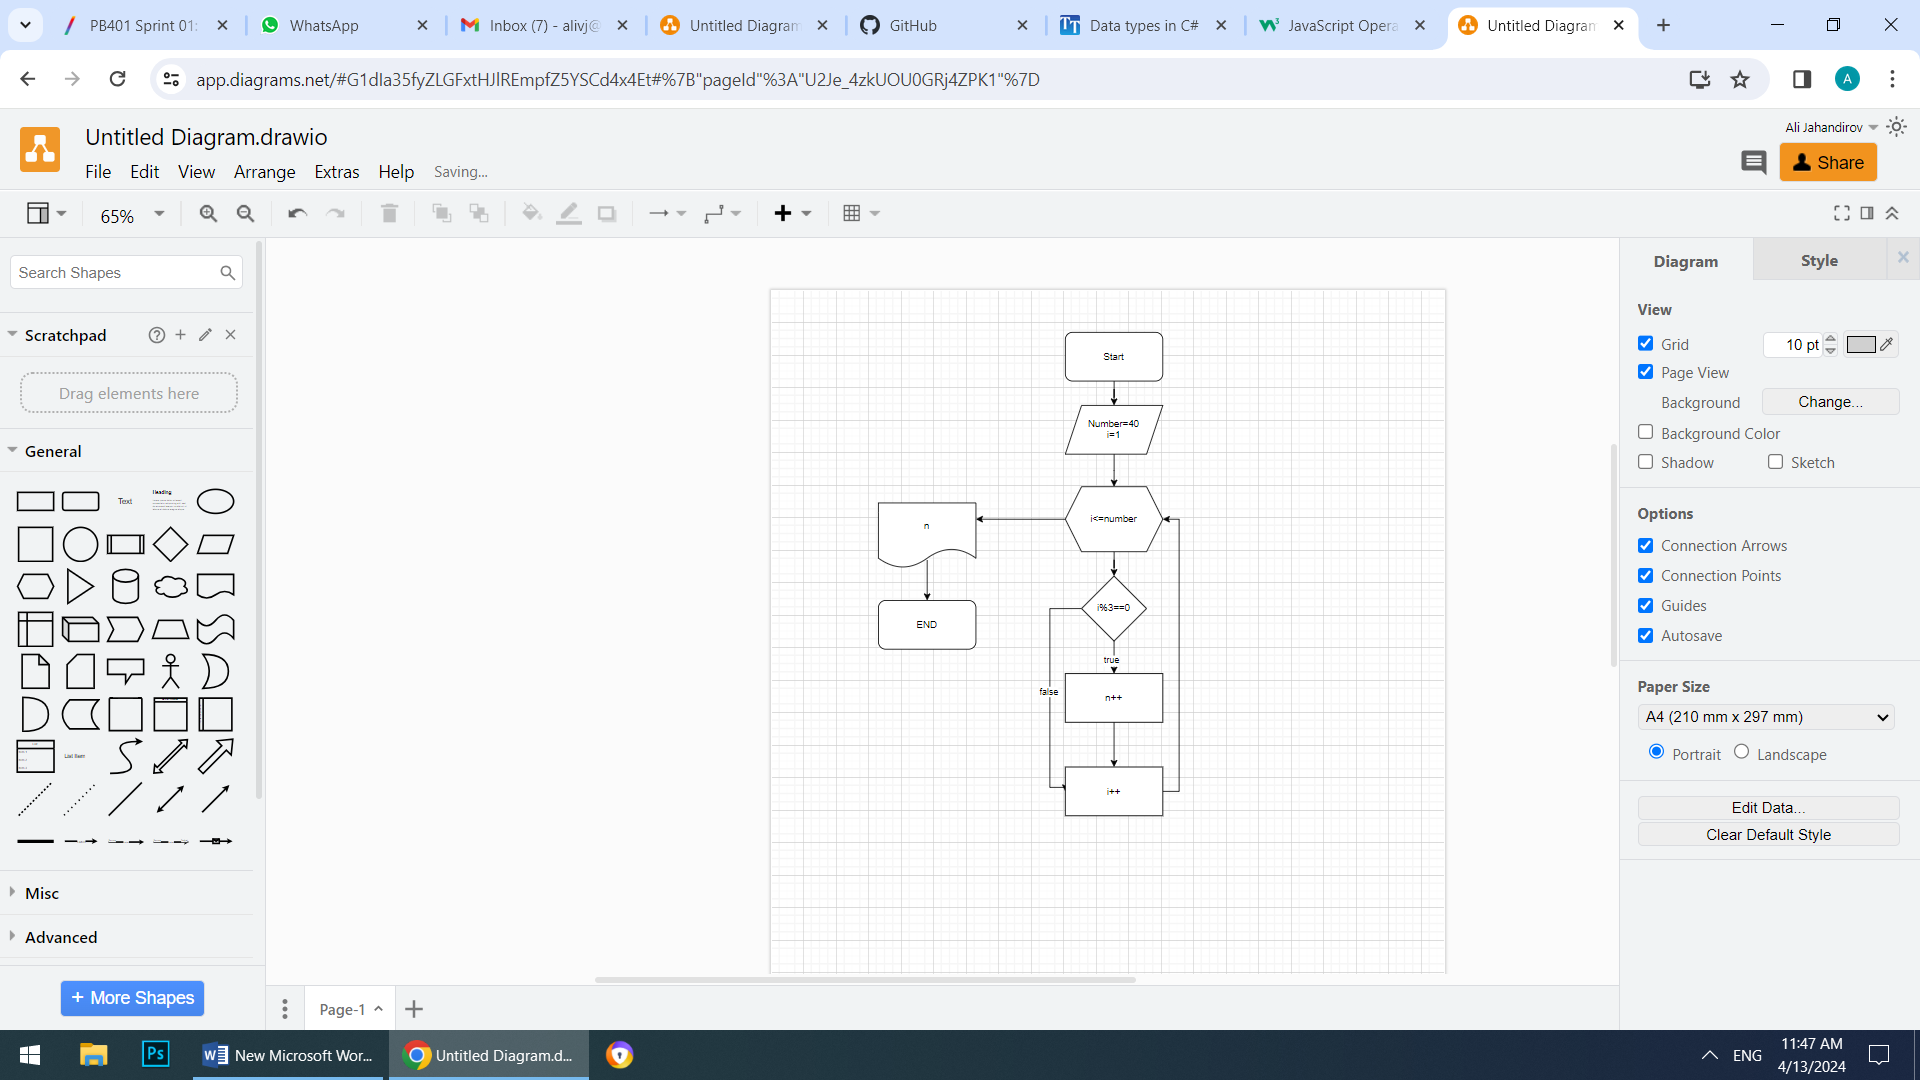 PB401 Sprint 01:
WhatsApp
Inbox (7) - alivj@
Untitled Diagram
GitHub
Data types in C#
JavaScript Opera
Untitled Diagram
app.diagrams.net/#G1dIa35fyZLGFxtHJlREmpfZ5YSCd4x4Et#%7B"pageId"%3A"U2Je_4zkUOU0GRj4ZPK1"%7D
A
Untitled Diagram.drawio
Ali Jahandirov
File Edit View Arrange Extras Help Saving...
Share
65%
Search Shapes
Scratchpad
Drag elements here
General
Text
Heading
List Item
Misc
Advanced
+ More Shapes
Start
Number=40
i=1
i<=number
n
i%3==0
END
true
false
n++
i++
Page-1
Diagram
Style
View
Grid
10 pt
Page View
Background
Change...
Background Color
Shadow
Sketch
Options
Connection Arrows
Connection Points
Guides
Autosave
Paper Size
A4 (210 mm x 297 mm)
Portrait
Landscape
Edit Data...
Clear Default Style
Ps
New Microsoft Wor...
Untitled Diagram.d...
ENG
11:47 AM
4/13/2024